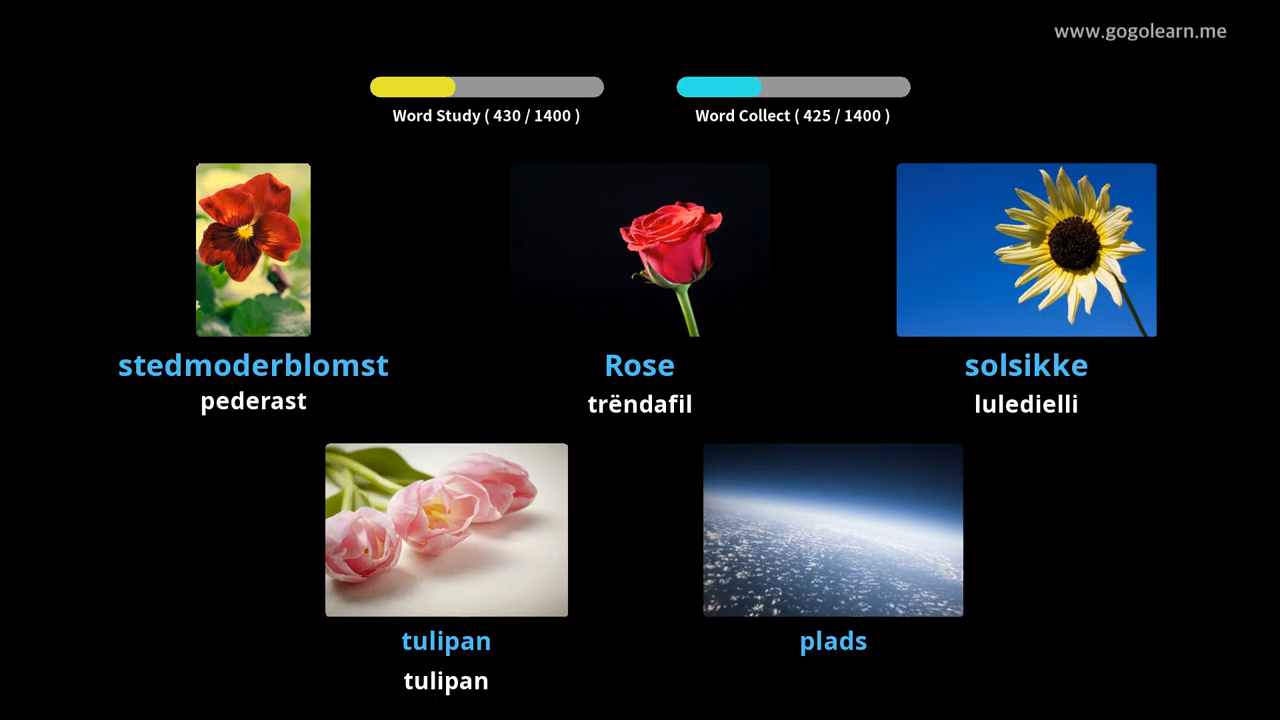 www.gogolearn.me
Word Study ( 430 / 1400 )
Word Collect ( 425 / 1400 )
stedmoderblomst
pederast
Rose
trëndafil
solsikke
luledielli
tulipan
tulipan
plads